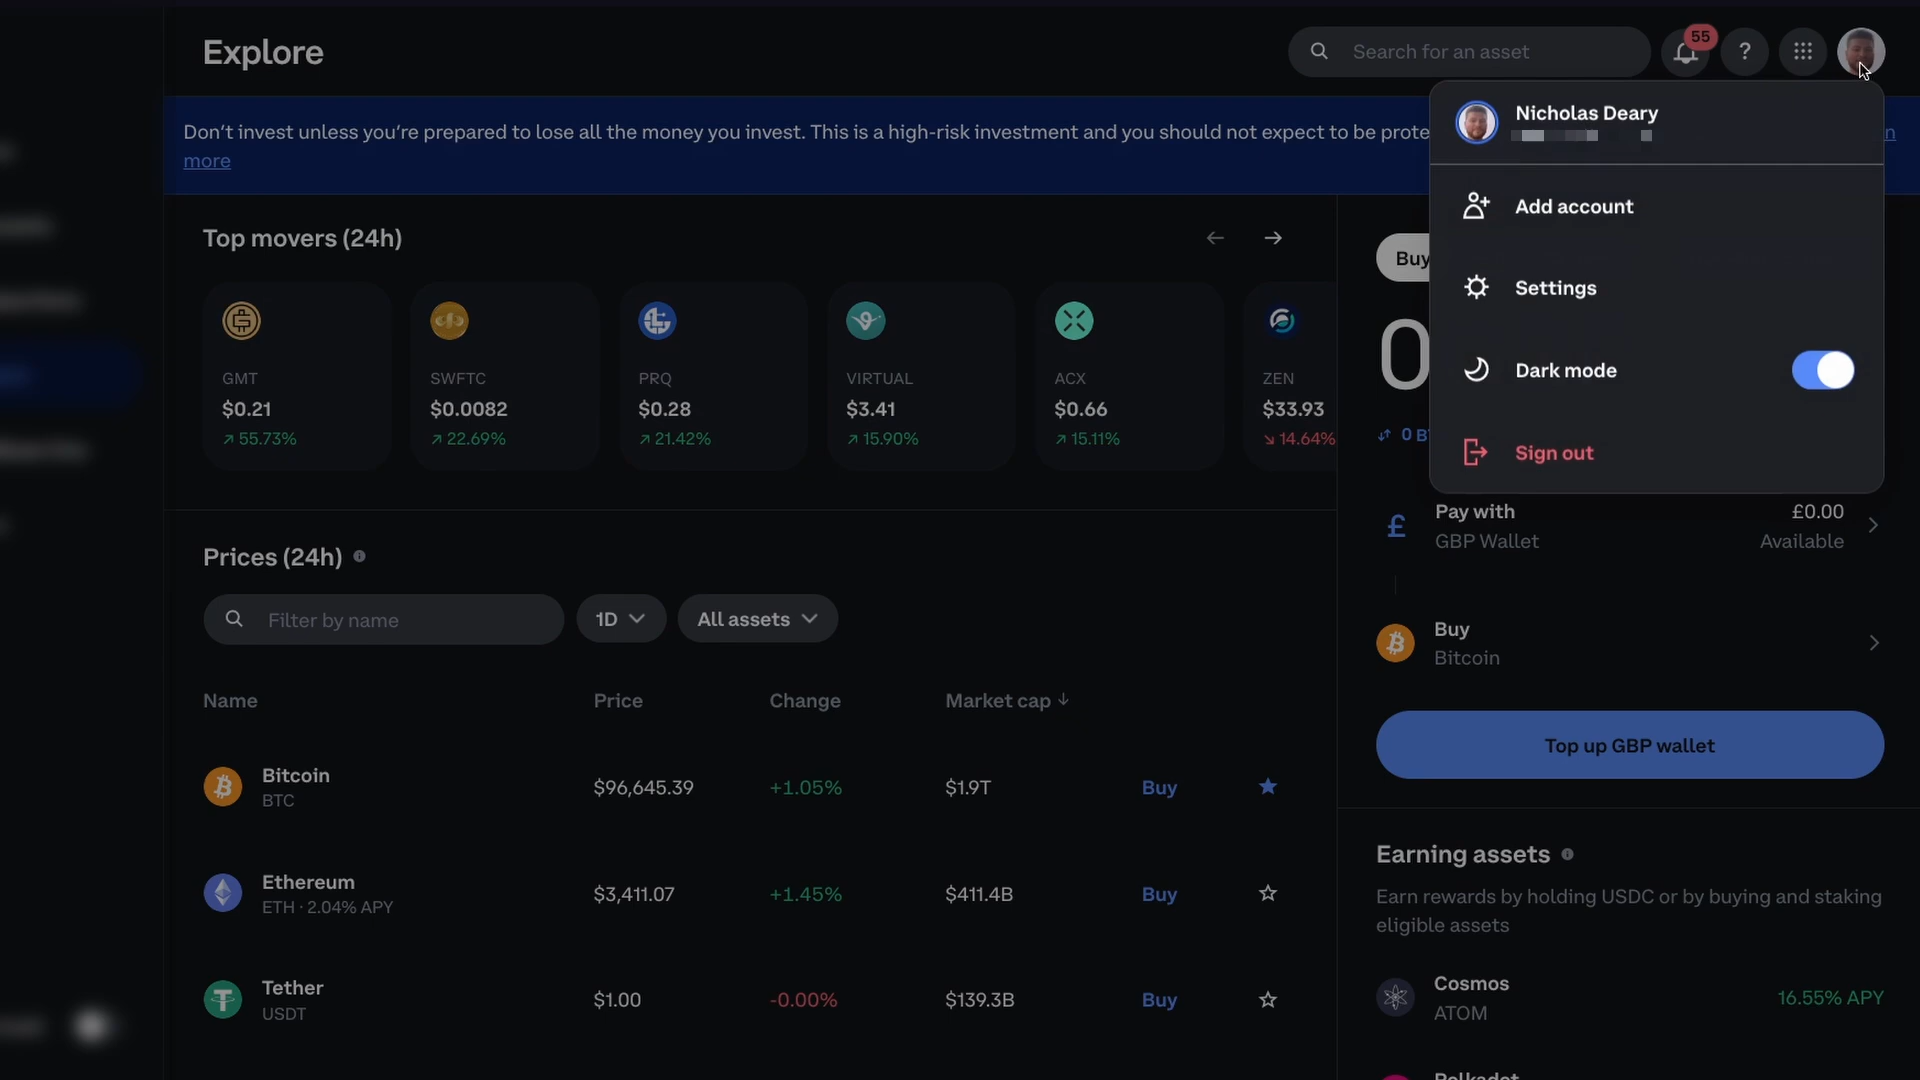 Explore
Search for an asset
55
?
Don't invest unless you're prepared to lose all the money you invest. This is a high-risk investment and you should not expect to be prote
n
more
Nicholas Deary
Add account
Settings
Dark mode
Sign out
Top movers (24h)
GMT
$0.21
↗ 55.73%
SWFTC
$0.0082
↗ 22.69%
PRQ
$0.28
↗ 21.42%
VIRTUAL
$3.41
↗ 15.90%
ACX
$0.66
↗ 15.11%
ZEN
$33.93
↘ 14.64%
Buy
0
0 B
Pay with
GBP Wallet
£0.00
Available
Buy
Bitcoin
Top up GBP wallet
Prices (24h)
Filter by name
1D
All assets
Name Price Change Market cap ↓
Bitcoin
BTC
$96,645.39 +1.05% $1.9T Buy
Ethereum
ETH · 2.04% APY
$3,411.07 +1.45% $411.4B Buy
Tether
USDT
$1.00 -0.00% $139.3B Buy
Earning assets
Earn rewards by holding USDC or by buying and staking
eligible assets
Cosmos
ATOM
16.55% APY
Polkadot